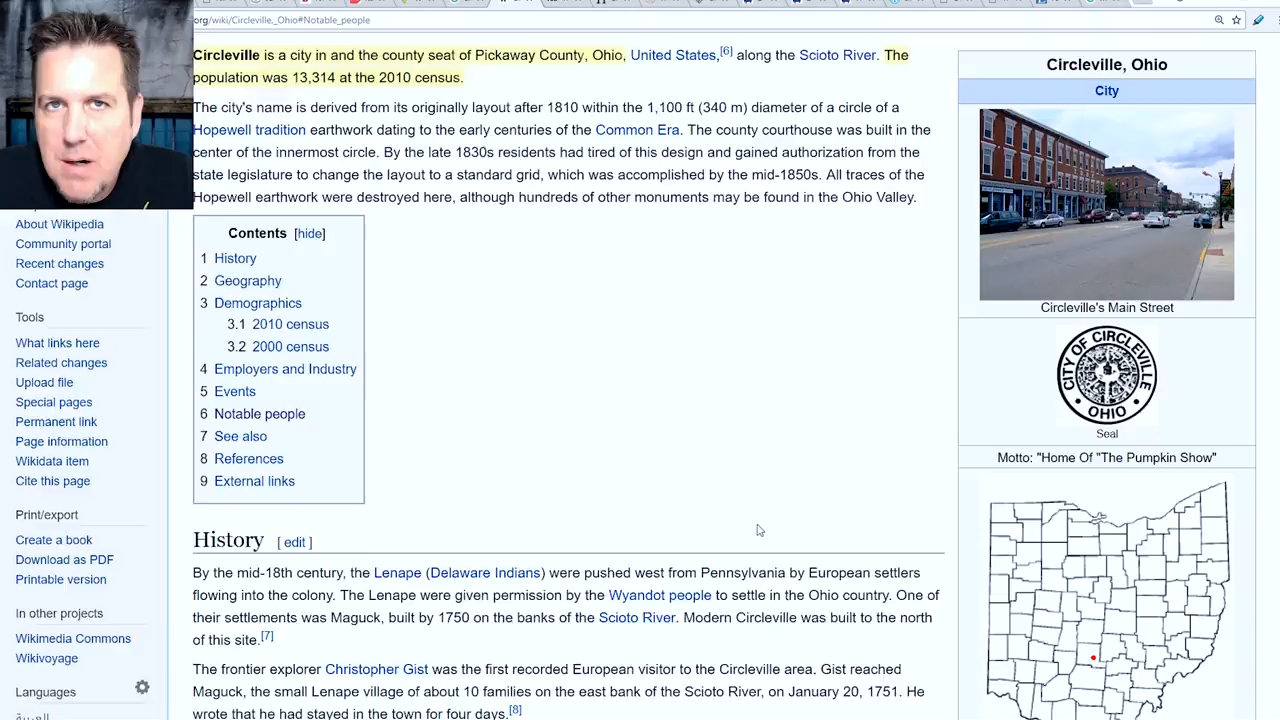 org/wiki/Circleville,_Ohio#Notable_people
Circleville is a city in and the county seat of Pickaway County, Ohio, United States,[6] along the Scioto River. The
population was 13,314 at the 2010 census.
The city's name is derived from its originally layout after 1810 within the 1,100 ft (340 m) diameter of a circle of a
Hopewell tradition earthwork dating to the early centuries of the Common Era. The county courthouse was built in the
center of the innermost circle. By the late 1830s residents had tired of this design and gained authorization from the
state legislature to change the layout to a standard grid, which was accomplished by the mid-1850s. All traces of the
Hopewell earthwork were destroyed here, although hundreds of other monuments may be found in the Ohio Valley.
Contents [hide]
1 History
2 Geography
3 Demographics
3.1 2010 census
3.2 2000 census
4 Employers and Industry
5 Events
6 Notable people
7 See also
8 References
9 External links
History [ edit ]
By the mid-18th century, the Lenape (Delaware Indians) were pushed west from Pennsylvania by European settlers
flowing into the colony. The Lenape were given permission by the Wyandot people to settle in the Ohio country. One of
their settlements was Maguck, built by 1750 on the banks of the Scioto River. Modern Circleville was built to the north
of this site.[7]
The frontier explorer Christopher Gist was the first recorded European visitor to the Circleville area. Gist reached
Maguck, the small Lenape village of about 10 families on the east bank of the Scioto River, on January 20, 1751. He
wrote that he had stayed in the town for four days.[8]
About Wikipedia
Community portal
Recent changes
Contact page
Tools
What links here
Related changes
Upload file
Special pages
Permanent link
Page information
Wikidata item
Cite this page
Print/export
Create a book
Download as PDF
Printable version
In other projects
Wikimedia Commons
Wikivoyage
Languages
Circleville, Ohio
City
Circleville's Main Street
CITY OF CIRCLEVILLE
OHIO
Seal
Motto: "Home Of "The Pumpkin Show"